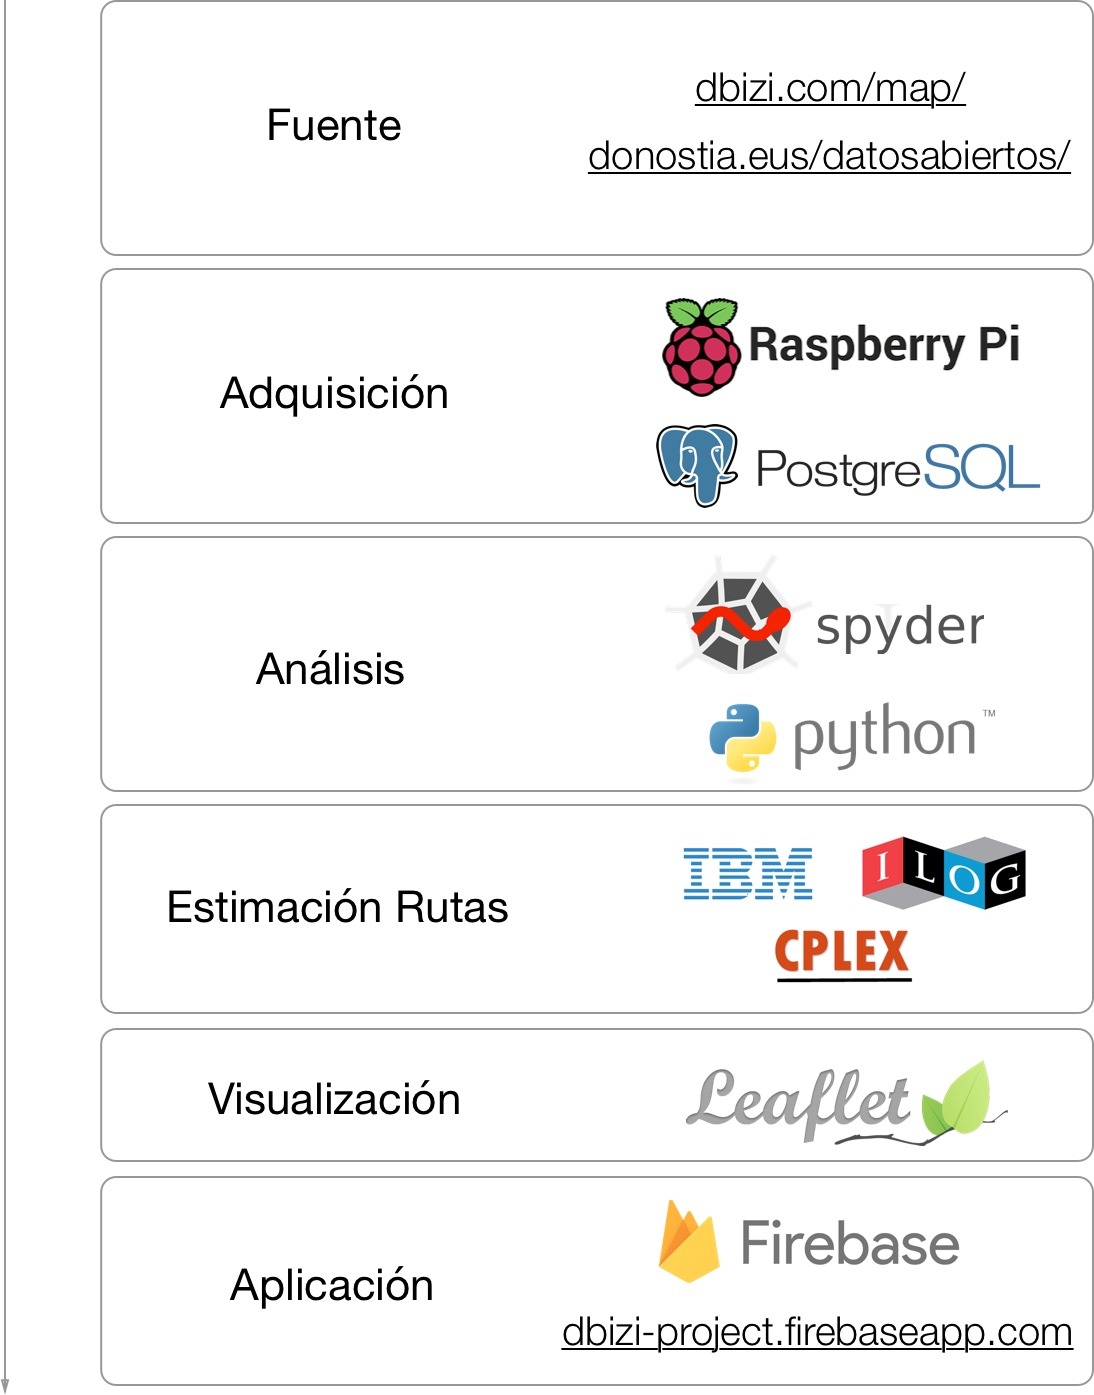 Fuente
dbizi.com/map/
donostia.eus/datosabiertos/
Adquisición
Raspberry Pi
PostgreSQL
Análisis
spyder
python™
Estimación Rutas
IBM
ILOG
CPLEX
Visualización
Leaflet
Aplicación
Firebase
dbizi-project.firebaseapp.com